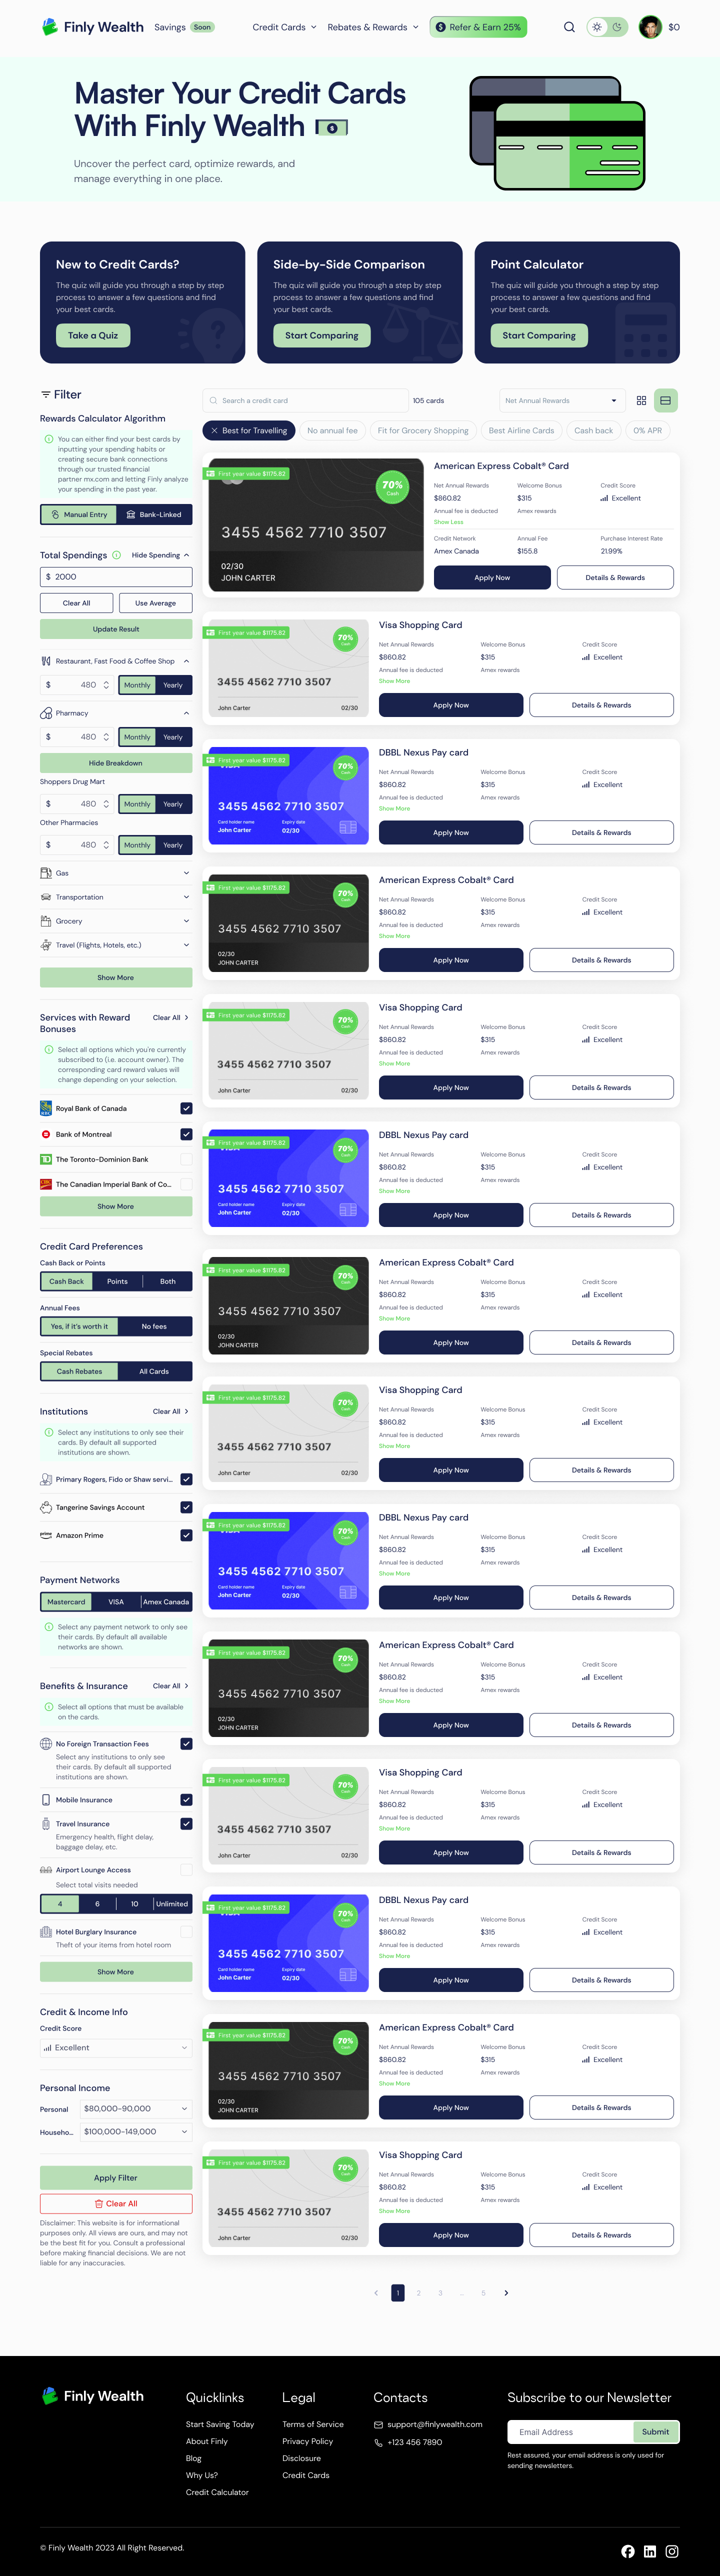 Finly Wealth
Savings Soon
Credit Cards
Rebates & Rewards
Refer & Earn 25%
$0
Master Your Credit Cards
With Finly Wealth
Uncover the perfect card, optimize rewards, and
manage everything in one place.
New to Credit Cards?
The quiz will guide you through a step by step
process to answer a few questions and find
your best cards.
Take a Quiz
Side-by-Side Comparison
The quiz will guide you through a step by step
process to answer a few questions and find
your best cards.
Start Comparing
Point Calculator
The quiz will guide you through a step by step
process to answer a few questions and find
your best cards.
Start Comparing
Filter
Rewards Calculator Algorithm
You can either find your best cards by
inputting your spending habits or
creating secure bank connections
through our trusted financial
partner mx.com and letting Finly analyze
your spending in the past year.
Manual Entry
Bank-Linked
Total Spendings
Hide Spending
$ 2000
Clear All
Use Average
Update Result
Restaurant, Fast Food & Coffee Shop
$ 480
Monthly Yearly
Pharmacy
$ 480
Monthly Yearly
Hide Breakdown
Shoppers Drug Mart
$ 480
Monthly Yearly
Other Pharmacies
$ 480
Monthly Yearly
Gas
Transportation
Grocery
Travel (Flights, Hotels, etc.)
Show More
Services with Reward
Bonuses
Clear All
Select all options which you're currently
subscribed to (i.e. account owner). The
corresponding card reward values will
change depending on your selection.
Royal Bank of Canada
Bank of Montreal
The Toronto-Dominion Bank
The Canadian Imperial Bank of Co...
Show More
Credit Card Preferences
Cash Back or Points
Cash Back Points Both
Annual Fees
Yes, if it's worth it No fees
Special Rebates
Cash Rebates All Cards
Institutions
Clear All
Select any institutions to only see their
cards. By default all supported
institutions are shown.
Primary Rogers, Fido or Shaw servi...
Tangerine Savings Account
Amazon Prime
Payment Networks
Mastercard VISA Amex Canada
Select any payment network to only see
their cards. By default all available
networks are shown.
Benefits & Insurance
Clear All
Select all options that must be available
on the cards.
No Foreign Transaction Fees
Select any institutions to only see
their cards. By default all supported
institutions are shown.
Mobile Insurance
Travel Insurance
Emergency health, flight delay,
baggage delay, etc.
Airport Lounge Access
Select total visits needed
4 6 10 Unlimited
Hotel Burglary Insurance
Theft of your items from hotel room
Show More
Credit & Income Info
Credit Score
Excellent
Personal Income
Personal $80,000-90,000
Househo... $100,000-149,000
Apply Filter
Clear All
Disclaimer: This website is for informational
purposes only. All views are ours, and may not
be the best fit for you. Consult a professional
before making financial decisions. We are not
liable for any inaccuracies.
Search a credit card
105 cards
Net Annual Rewards
Best for Travelling
No annual fee
Fit for Grocery Shopping
Best Airline Cards
Cash back
0% APR
First year value $1175.82
70%
Cash
3455 4562 7710 3507
02/30
JOHN CARTER
American Express Cobalt® Card
Net Annual Rewards Welcome Bonus Credit Score
$860.82 $315 Excellent
Annual fee is deducted Amex rewards
Show Less
Credit Network Annual Fee Purchase Interest Rate
Amex Canada $155.8 21.99%
Apply Now Details & Rewards
First year value $1175.82
70%
Cash
3455 4562 7710 3507
John Carter 02/30
Visa Shopping Card
Net Annual Rewards Welcome Bonus Credit Score
$860.82 $315 Excellent
Annual fee is deducted Amex rewards
Show More
Apply Now Details & Rewards
First year value $1175.82
70%
Cash
3455 4562 7710 3507
Card holder name Expiry date
John Carter 02/30
DBBL Nexus Pay card
Net Annual Rewards Welcome Bonus Credit Score
$860.82 $315 Excellent
Annual fee is deducted Amex rewards
Show More
Apply Now Details & Rewards
First year value $1175.82
70%
Cash
3455 4562 7710 3507
02/30
JOHN CARTER
American Express Cobalt® Card
Net Annual Rewards Welcome Bonus Credit Score
$860.82 $315 Excellent
Annual fee is deducted Amex rewards
Show More
Apply Now Details & Rewards
First year value $1175.82
70%
Cash
3455 4562 7710 3507
John Carter 02/30
Visa Shopping Card
Net Annual Rewards Welcome Bonus Credit Score
$860.82 $315 Excellent
Annual fee is deducted Amex rewards
Show More
Apply Now Details & Rewards
First year value $1175.82
70%
Cash
3455 4562 7710 3507
Card holder name Expiry date
John Carter 02/30
DBBL Nexus Pay card
Net Annual Rewards Welcome Bonus Credit Score
$860.82 $315 Excellent
Annual fee is deducted Amex rewards
Show More
Apply Now Details & Rewards
First year value $1175.82
70%
Cash
3455 4562 7710 3507
02/30
JOHN CARTER
American Express Cobalt® Card
Net Annual Rewards Welcome Bonus Credit Score
$860.82 $315 Excellent
Annual fee is deducted Amex rewards
Show More
Apply Now Details & Rewards
First year value $1175.82
70%
Cash
3455 4562 7710 3507
John Carter 02/30
Visa Shopping Card
Net Annual Rewards Welcome Bonus Credit Score
$860.82 $315 Excellent
Annual fee is deducted Amex rewards
Show More
Apply Now Details & Rewards
First year value $1175.82
70%
Cash
3455 4562 7710 3507
Card holder name Expiry date
John Carter 02/30
DBBL Nexus Pay card
Net Annual Rewards Welcome Bonus Credit Score
$860.82 $315 Excellent
Annual fee is deducted Amex rewards
Show More
Apply Now Details & Rewards
First year value $1175.82
70%
Cash
3455 4562 7710 3507
02/30
JOHN CARTER
American Express Cobalt® Card
Net Annual Rewards Welcome Bonus Credit Score
$860.82 $315 Excellent
Annual fee is deducted Amex rewards
Show More
Apply Now Details & Rewards
First year value $1175.82
70%
Cash
3455 4562 7710 3507
John Carter 02/30
Visa Shopping Card
Net Annual Rewards Welcome Bonus Credit Score
$860.82 $315 Excellent
Annual fee is deducted Amex rewards
Show More
Apply Now Details & Rewards
First year value $1175.82
70%
Cash
3455 4562 7710 3507
Card holder name Expiry date
John Carter 02/30
DBBL Nexus Pay card
Net Annual Rewards Welcome Bonus Credit Score
$860.82 $315 Excellent
Annual fee is deducted Amex rewards
Show More
Apply Now Details & Rewards
First year value $1175.82
70%
Cash
3455 4562 7710 3507
02/30
JOHN CARTER
American Express Cobalt® Card
Net Annual Rewards Welcome Bonus Credit Score
$860.82 $315 Excellent
Annual fee is deducted Amex rewards
Show More
Apply Now Details & Rewards
First year value $1175.82
70%
Cash
3455 4562 7710 3507
John Carter 02/30
Visa Shopping Card
Net Annual Rewards Welcome Bonus Credit Score
$860.82 $315 Excellent
Annual fee is deducted Amex rewards
Show More
Apply Now Details & Rewards
1 2 3 ... 5
Finly Wealth
Quicklinks
Start Saving Today
About Finly
Blog
Why Us?
Credit Calculator
Legal
Terms of Service
Privacy Policy
Disclosure
Credit Cards
Contacts
support@finlywealth.com
+123 456 7890
Subscribe to our Newsletter
Email Address
Submit
Rest assured, your email address is only used for
sending newsletters.
© Finly Wealth 2023 All Right Reserved.